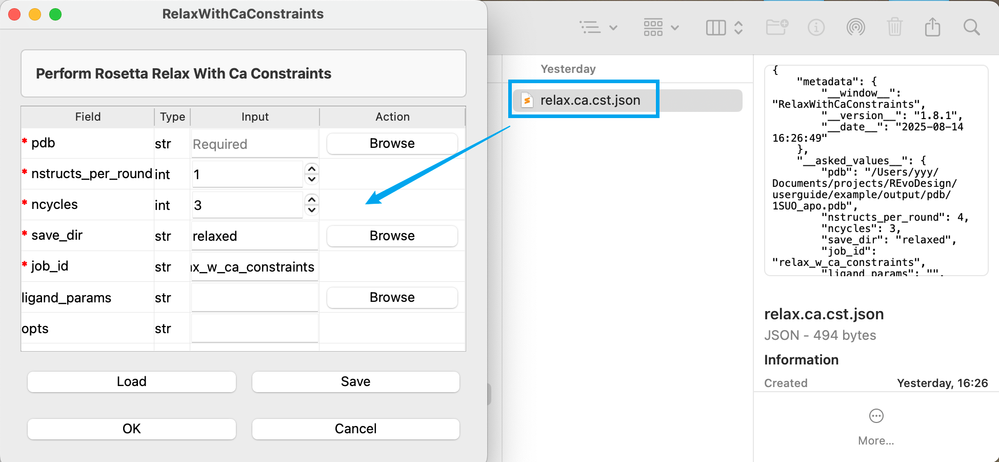 RelaxWithCaConstraints
Perform Rosetta Relax With Ca Constraints
Field Type Input Action
* pdb str Required Browse
* nstructs_per_round int 1
* ncycles int 3
* save_dir str relaxed Browse
* job_id str ax_w_ca_constraints
ligand_params str Browse
opts str
Load Save
OK Cancel
Yesterday
relax.ca.cst.json
{
"metadata": {
"__window__":
"RelaxWithCaConstraints",
"__version__": "1.8.1",
"__date__": "2025-08-14
16:26:49"
},
"__asked_values__": {
"pdb": "/Users/yyy/
Documents/projects/REvoDesign/
userguide/example/output/pdb/
1SUO_apo.pdb",
"nstructs_per_round": 4,
"ncycles": 3,
"save_dir": "relaxed",
"job_id":
"relax_w_ca_constraints",
"ligand_params": "",
relax.ca.cst.json
JSON - 494 bytes
Information
Created Yesterday, 16:26
More...